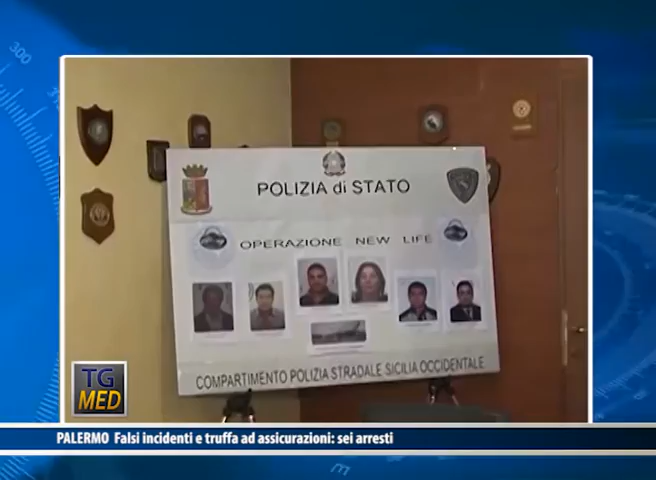 300
POLIZIA di STATO
OPERAZIONE NEW LIFE
COMPARTIMENTO POLIZIA STRADALE SICILIA OCCIDENTALE
TG
MED
PALERMO Falsi incidenti e truffa ad assicurazioni: sei arresti